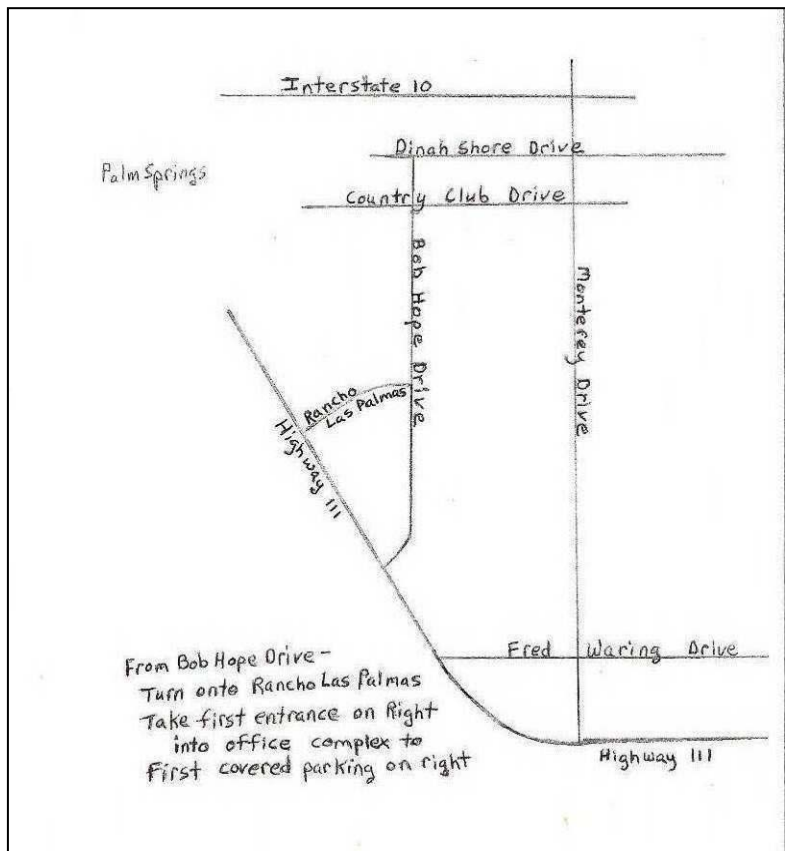 Interstate 10
Dinah Shore Drive
Palm Springs
Country Club Drive
Bob Hope Drive
Monterey Drive
Rancho
Las Palmas
Highway 111
Fred Waring Drive
From Bob Hope Drive-
Turn onto Rancho Las Palmas
Take first entrance on Right
into office complex to
First covered parking on right
Highway 111